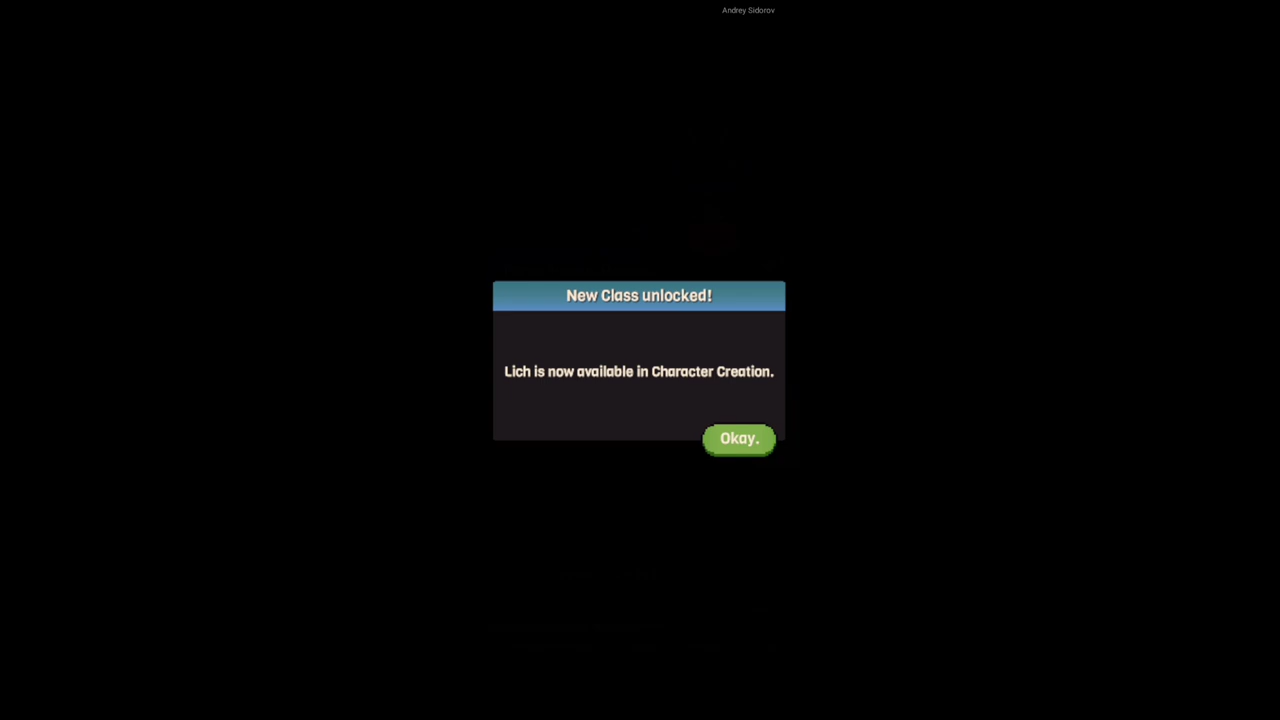 Andrey Sidorov
New Class unlocked!
Lich is now available in Character Creation.
Okay.